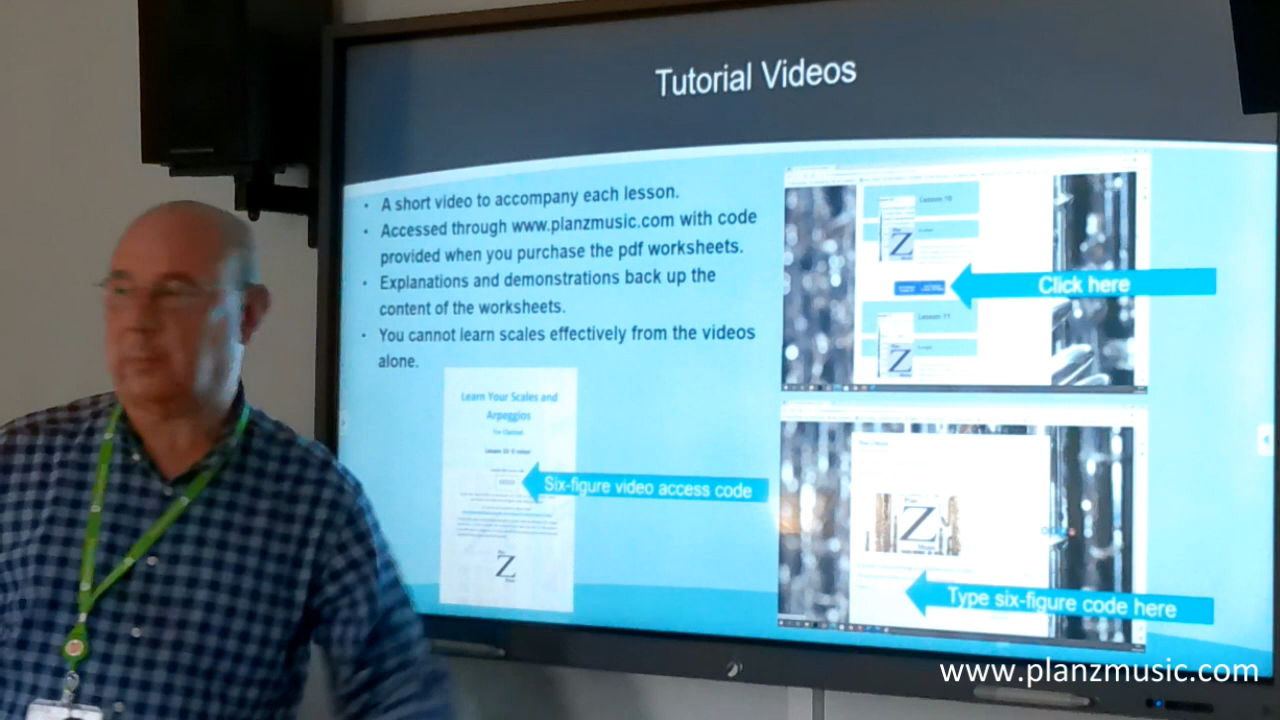 Tutorial Videos
A short video to accompany each lesson.
Accessed through www.planzmusic.com with code
provided when you purchase the pdf worksheets.
Explanations and demonstrations back up the
content of the worksheets.
You cannot learn scales effectively from the videos
alone.
Learn Your Scales and
Arpeggios
For Clarinet
Six-figure video access code
Z
Lesson 10
Z
Click here
Lesson 11
Z
Z
Type six-figure code here
www.planzmusic.com